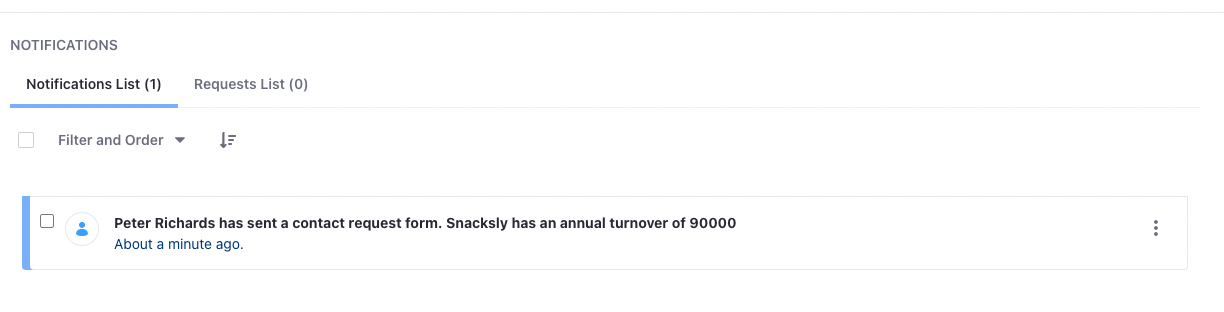 NOTIFICATIONS
Notifications List (1) Requests List (0)
Filter and Order
Peter Richards has sent a contact request form. Snacksly has an annual turnover of 90000
About a minute ago.